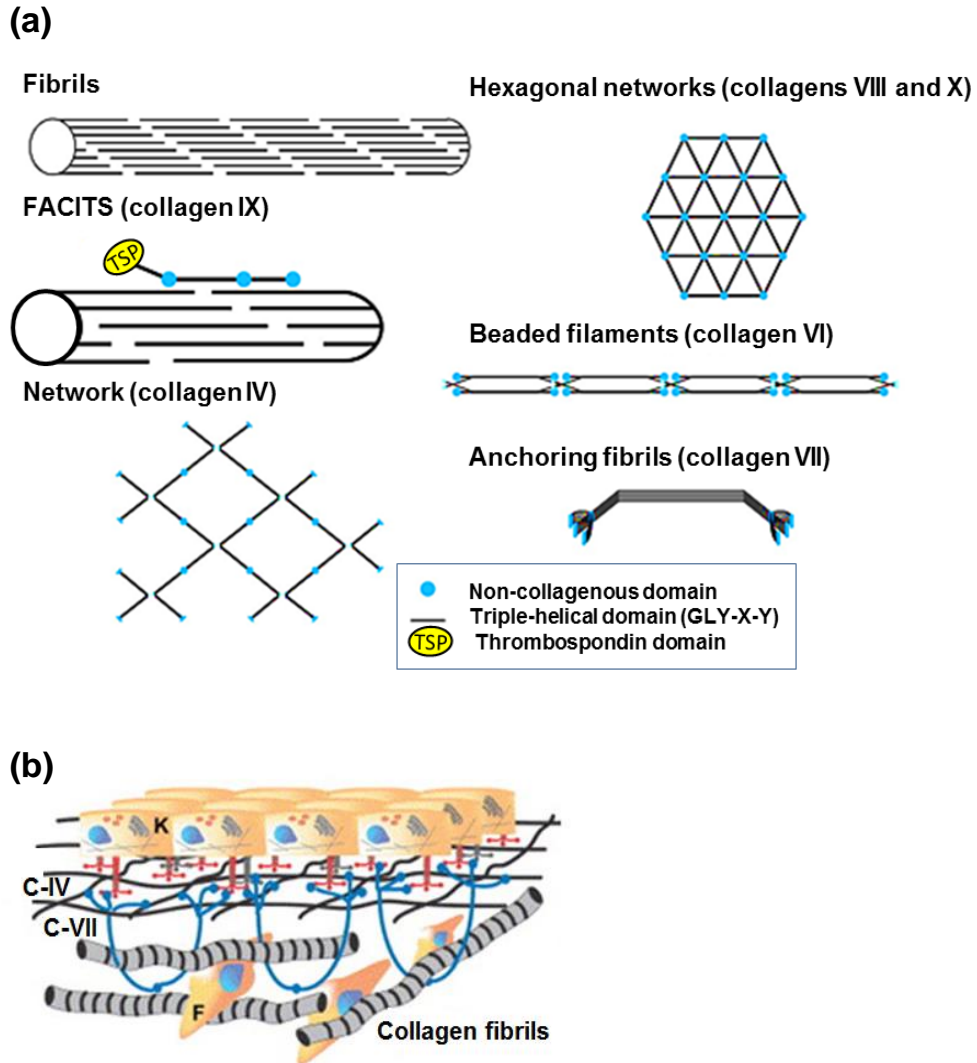 (a)
Fibrils
FACITS (collagen IX)
TSP
Network (collagen IV)
Hexagonal networks (collagens VIII and X)
Beaded filaments (collagen VI)
Anchoring fibrils (collagen VII)
Non-collagenous domain
Triple-helical domain (GLY-X-Y)
TSP Thrombospondin domain
(b)
K
C-IV
C-VII
F
Collagen fibrils